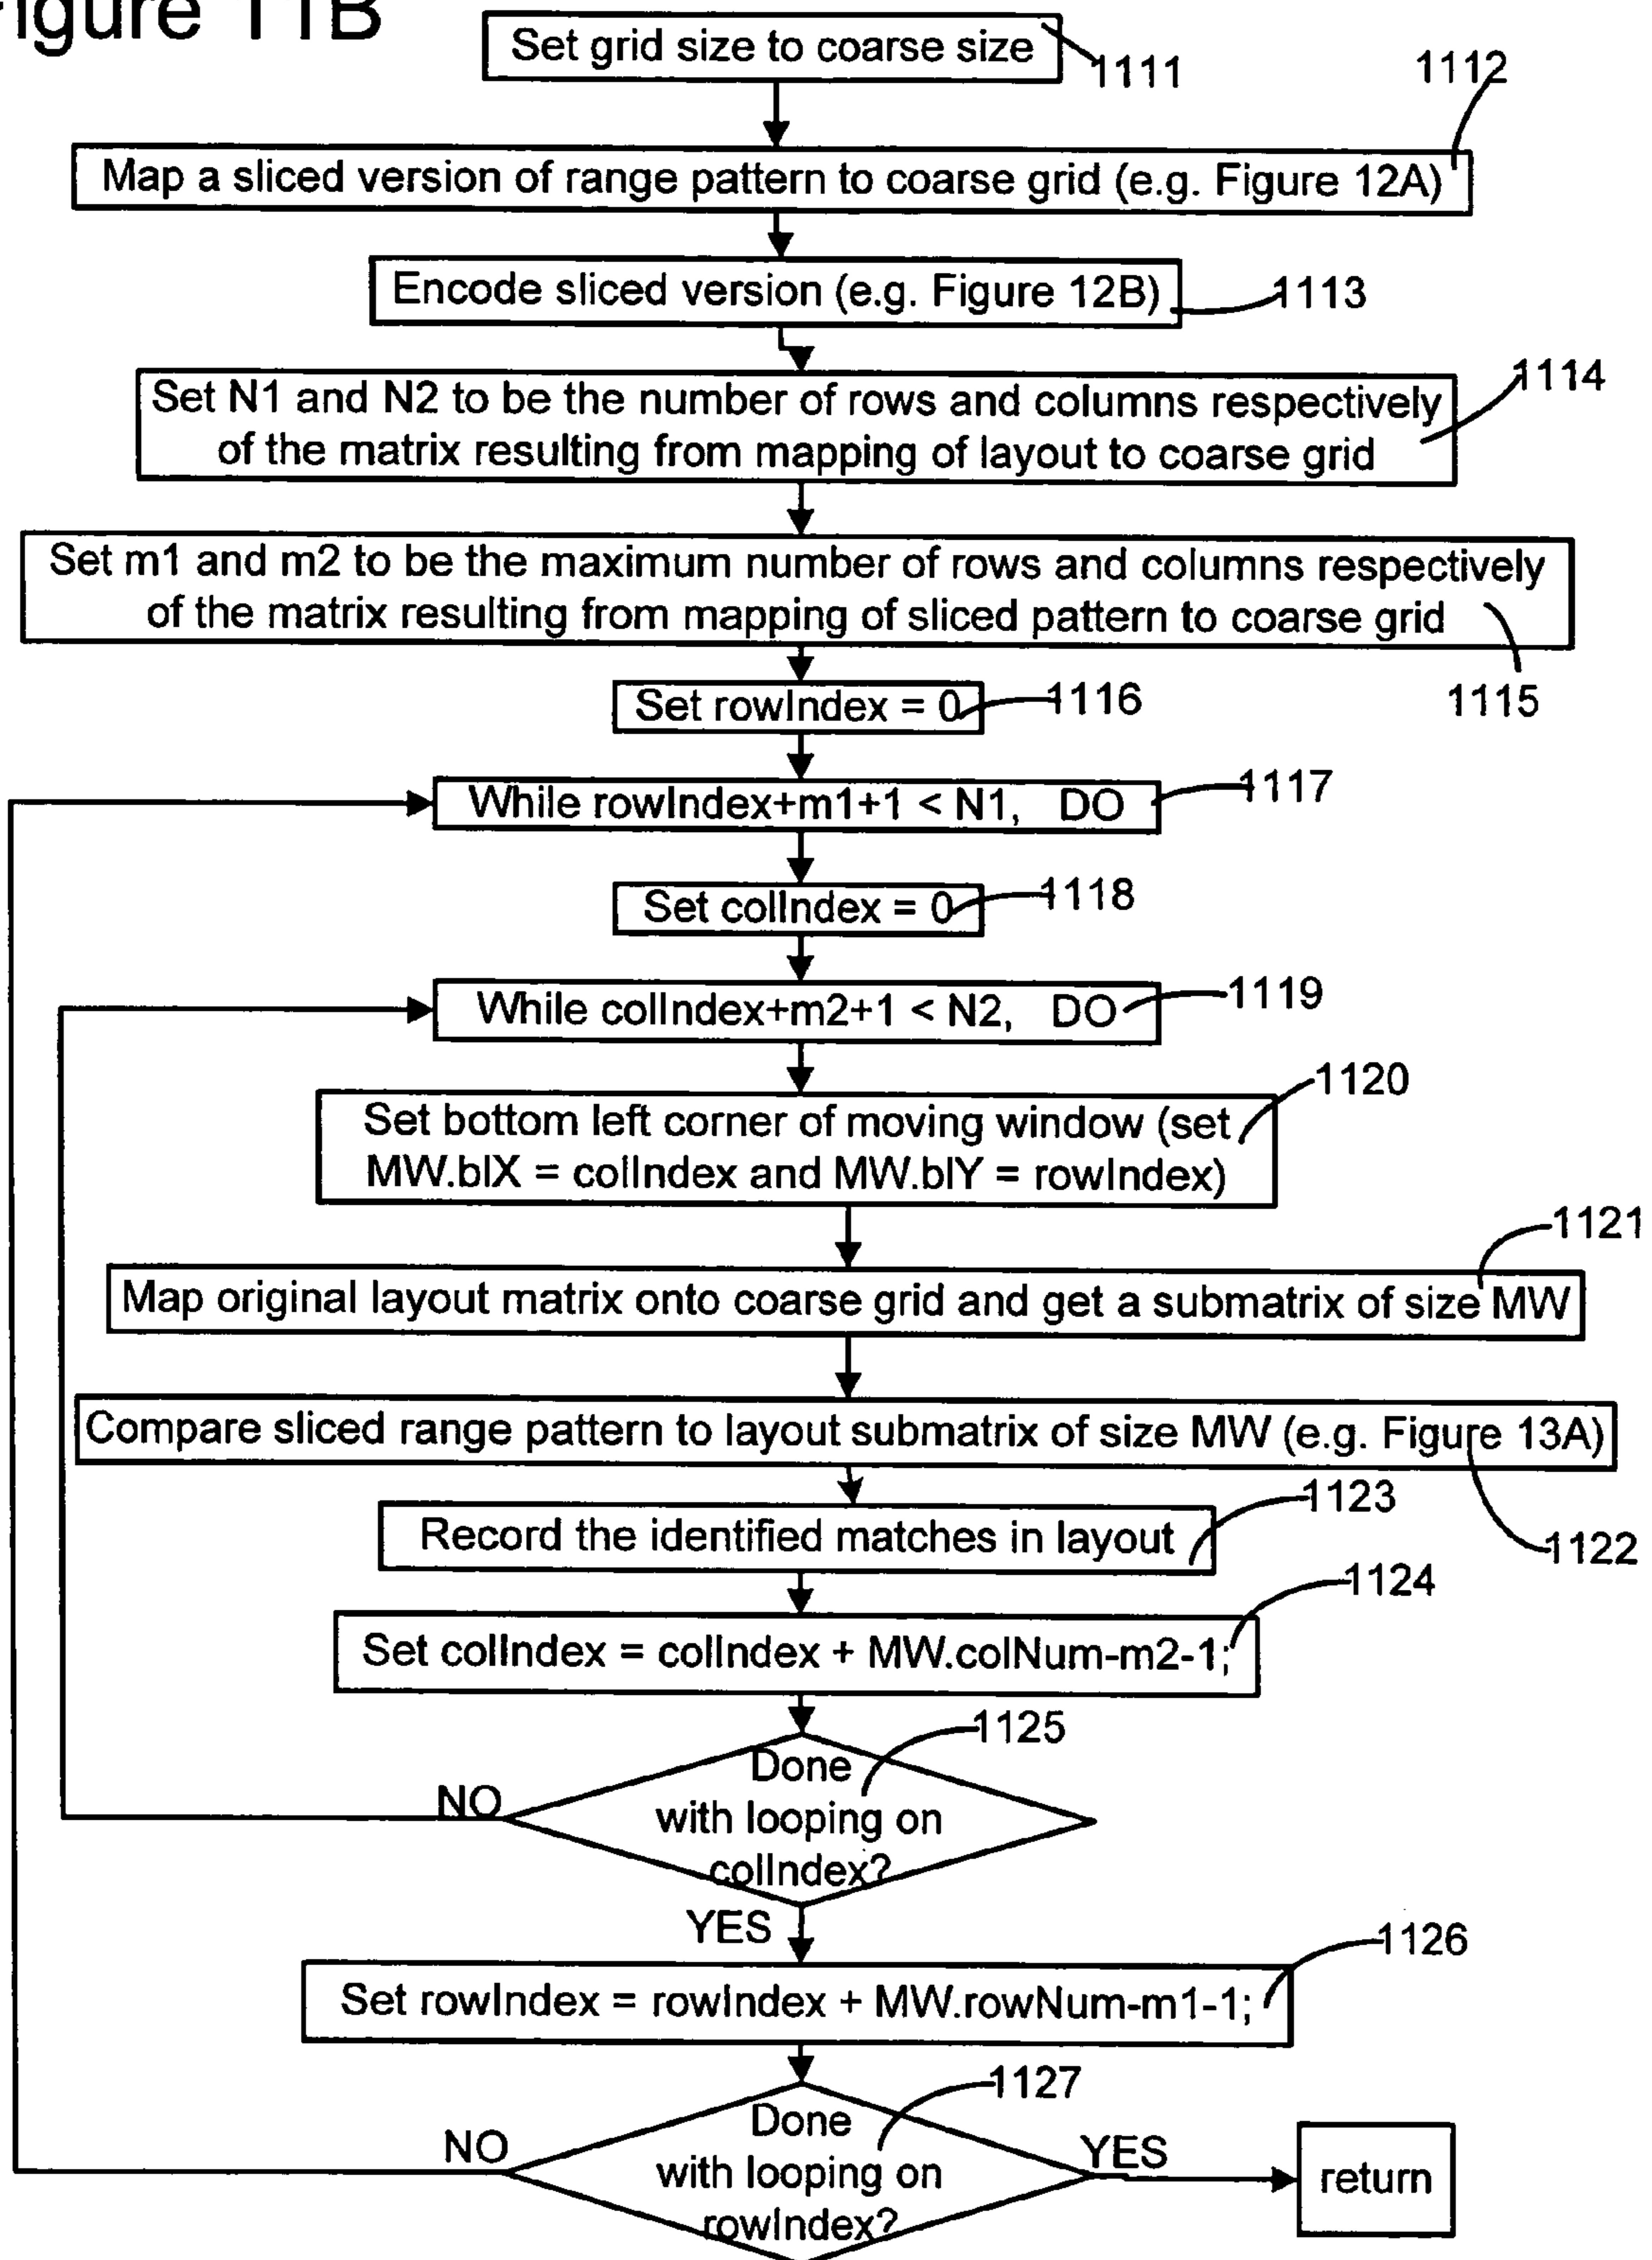 Figure 11B
Set grid size to coarse size
1111
1112
Map a sliced version of range pattern to coarse grid (e.g. Figure 12A)
Encode sliced version (e.g. Figure 12B)
1113
1114
Set N1 and N2 to be the number of rows and columns respectively
of the matrix resulting from mapping of layout to coarse grid
Set m1 and m2 to be the maximum number of rows and columns respectively
of the matrix resulting from mapping of sliced pattern to coarse grid
1115
Set rowIndex = 0
1116
While rowIndex+m1+1 < N1, DO
1117
Set colIndex = 0
1118
While colIndex+m2+1 < N2, DO
1119
1120
Set bottom left corner of moving window (set
MW.blX = colIndex and MW.blY = rowIndex)
1121
Map original layout matrix onto coarse grid and get a submatrix of size MW
Compare sliced range pattern to layout submatrix of size MW (e.g. Figure 13A)
1122
1123
Record the identified matches in layout
1124
Set colIndex = colIndex + MW.colNum-m2-1;
1125
Done
with looping on
colIndex?
NO
YES
1126
Set rowIndex = rowIndex + MW.rowNum-m1-1;
1127
Done
with looping on
rowIndex?
NO
YES
return